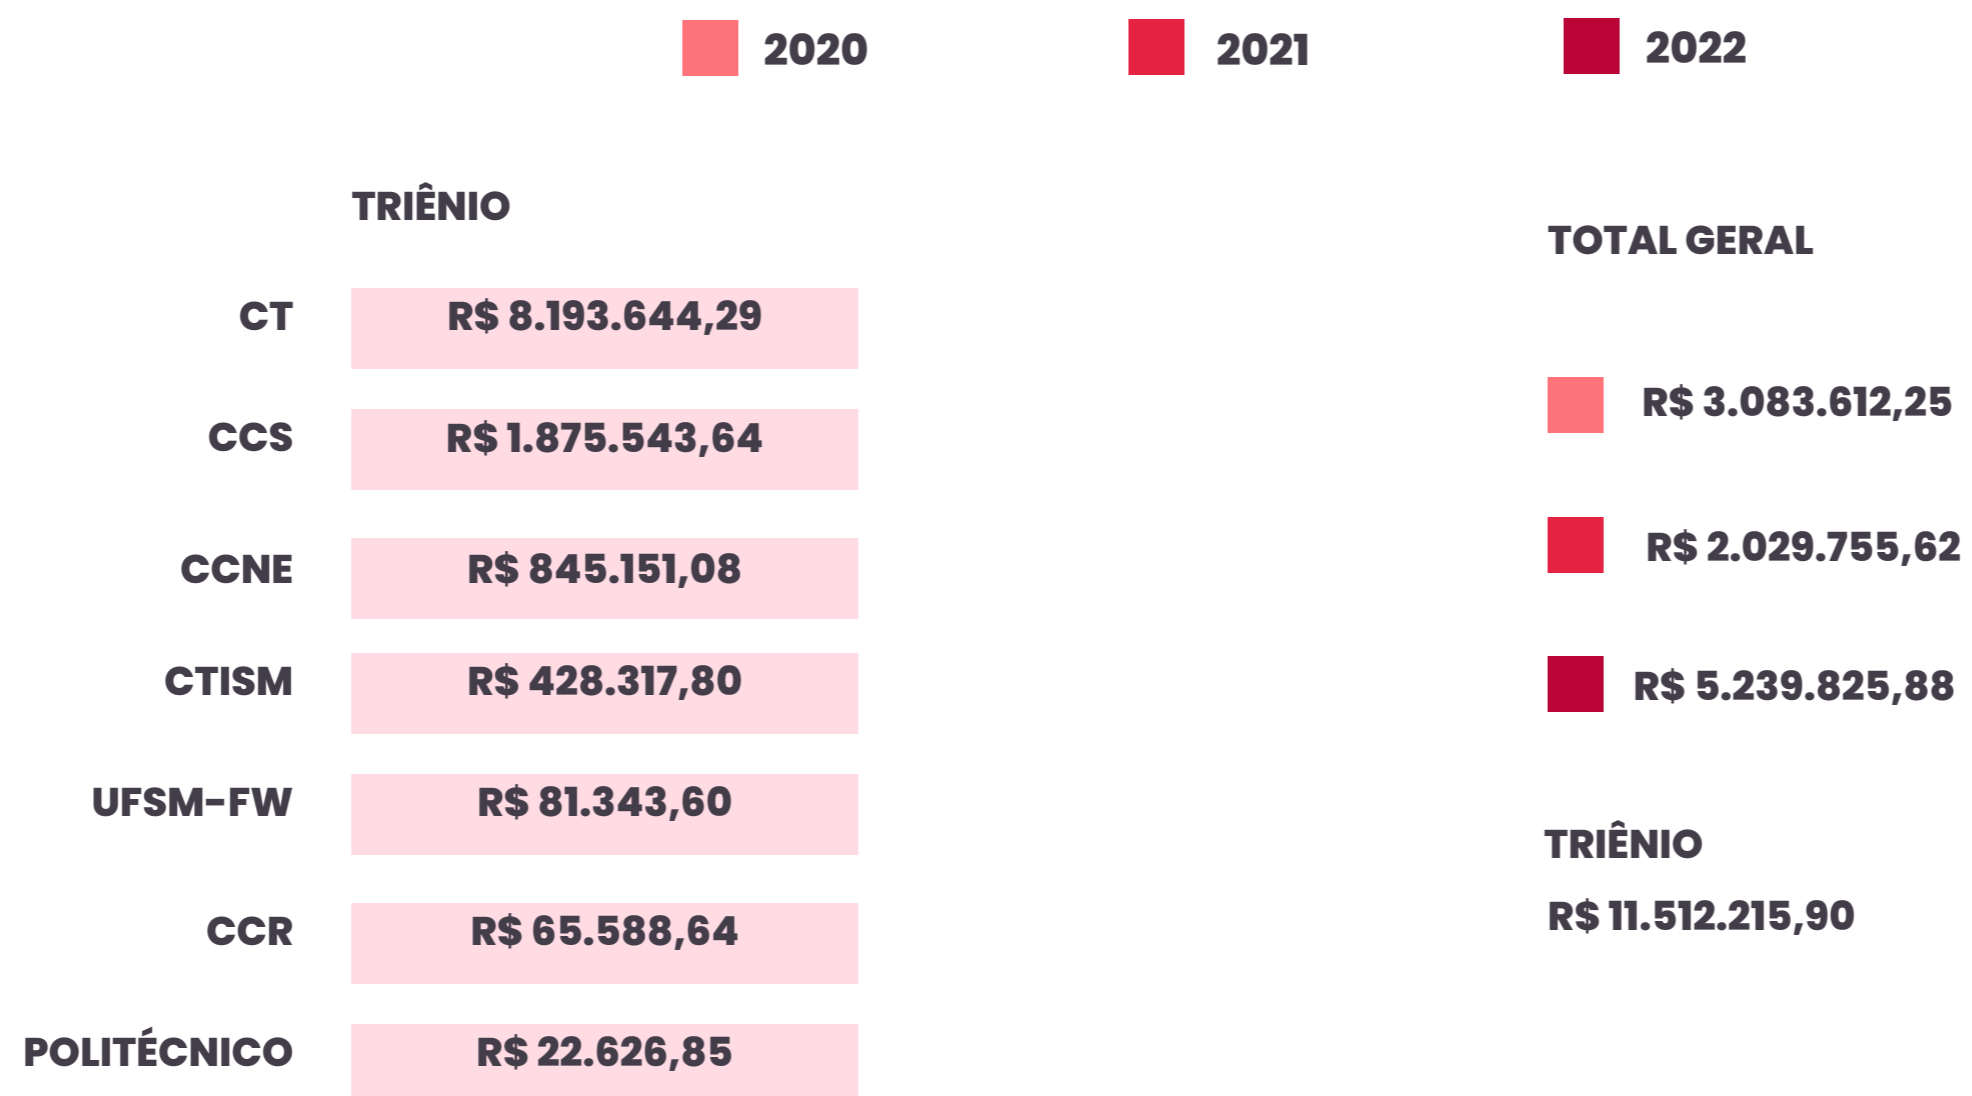 2020
2021
2022
TRIÊNIO
CT R$ 8.193.644,29
CCS R$ 1.875.543,64
CCNE R$ 845.151,08
CTISM R$ 428.317,80
UFSM-FW R$ 81.343,60
CCR R$ 65.588,64
POLITÉCNICO R$ 22.626,85
TOTAL GERAL
R$ 3.083.612,25
R$ 2.029.755,62
R$ 5.239.825,88
TRIÊNIO
R$ 11.512.215,90